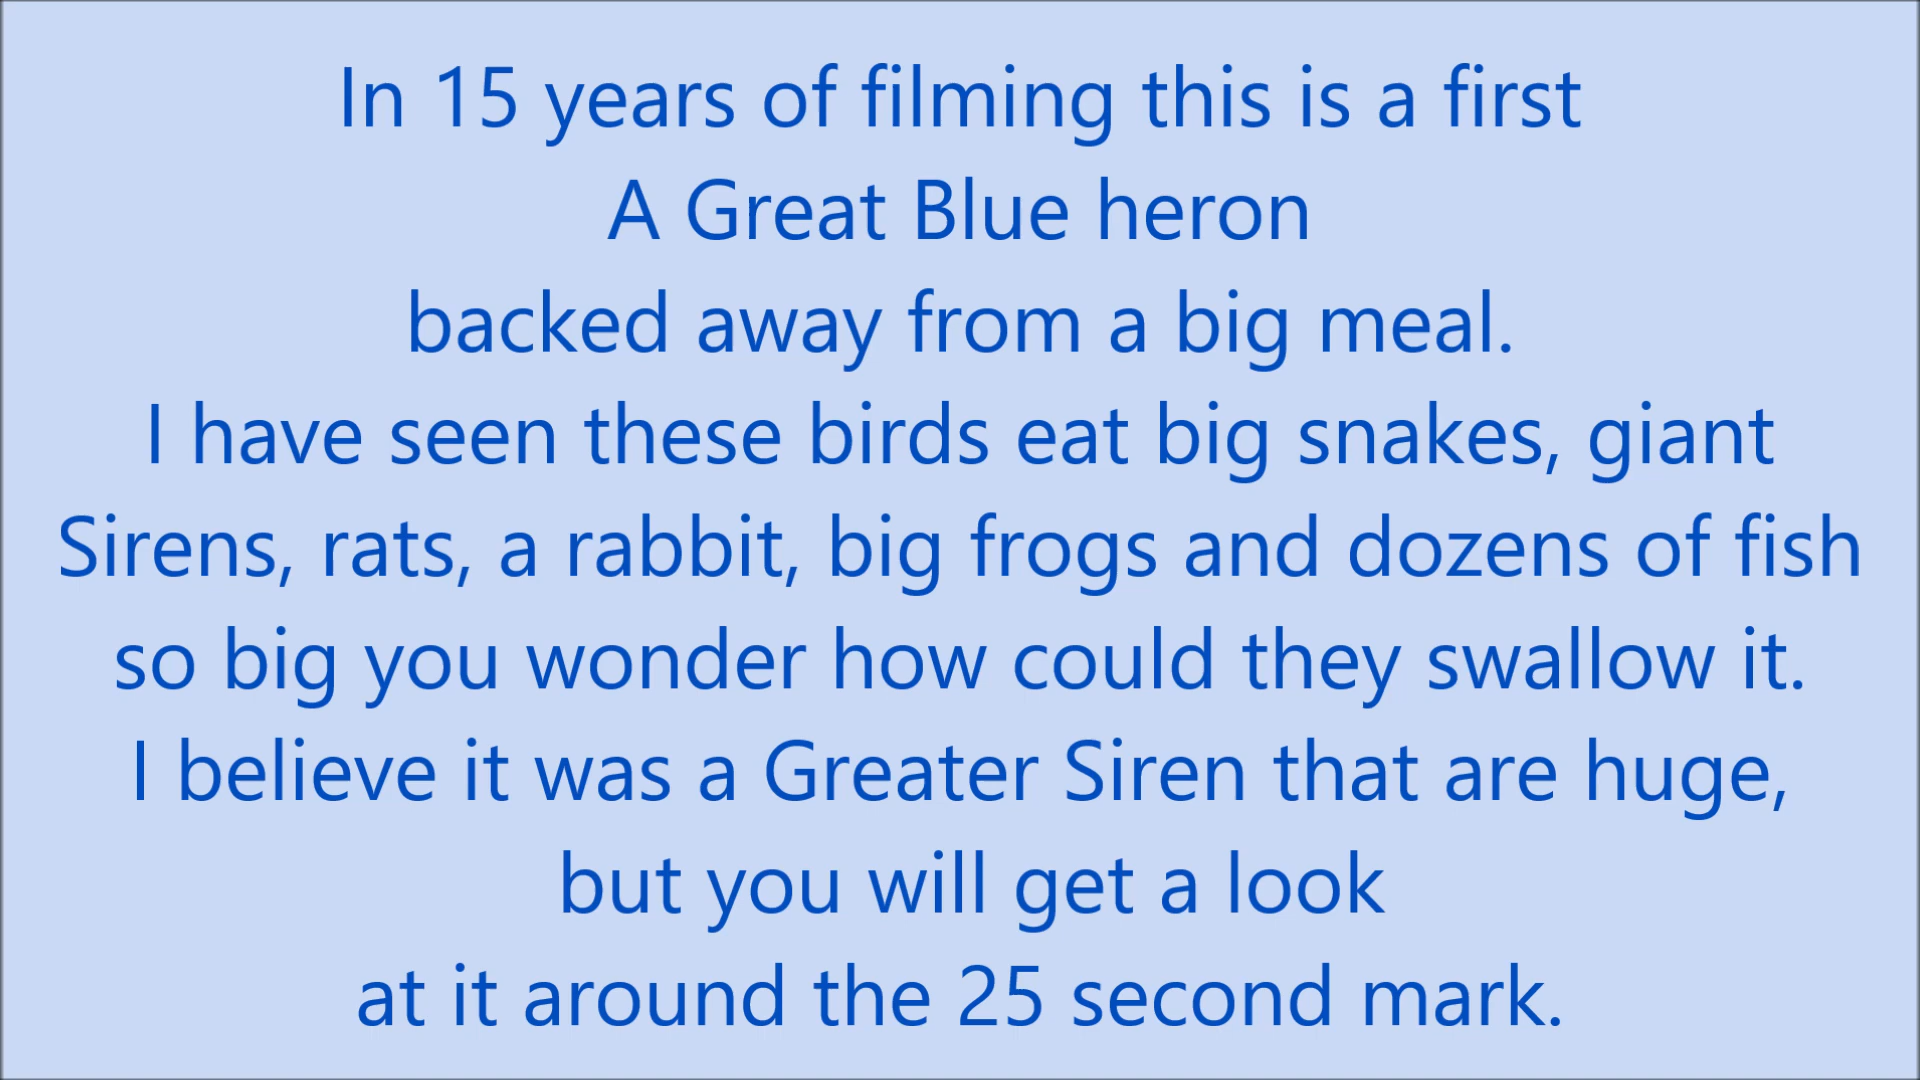 In 15 years of filming this is a first
A Great Blue heron
backed away from a big meal.
I have seen these birds eat big snakes, giant
Sirens, rats, a rabbit, big frogs and dozens of fish
so big you wonder how could they swallow it.
I believe it was a Greater Siren that are huge,
but you will get a look
at it around the 25 second mark.